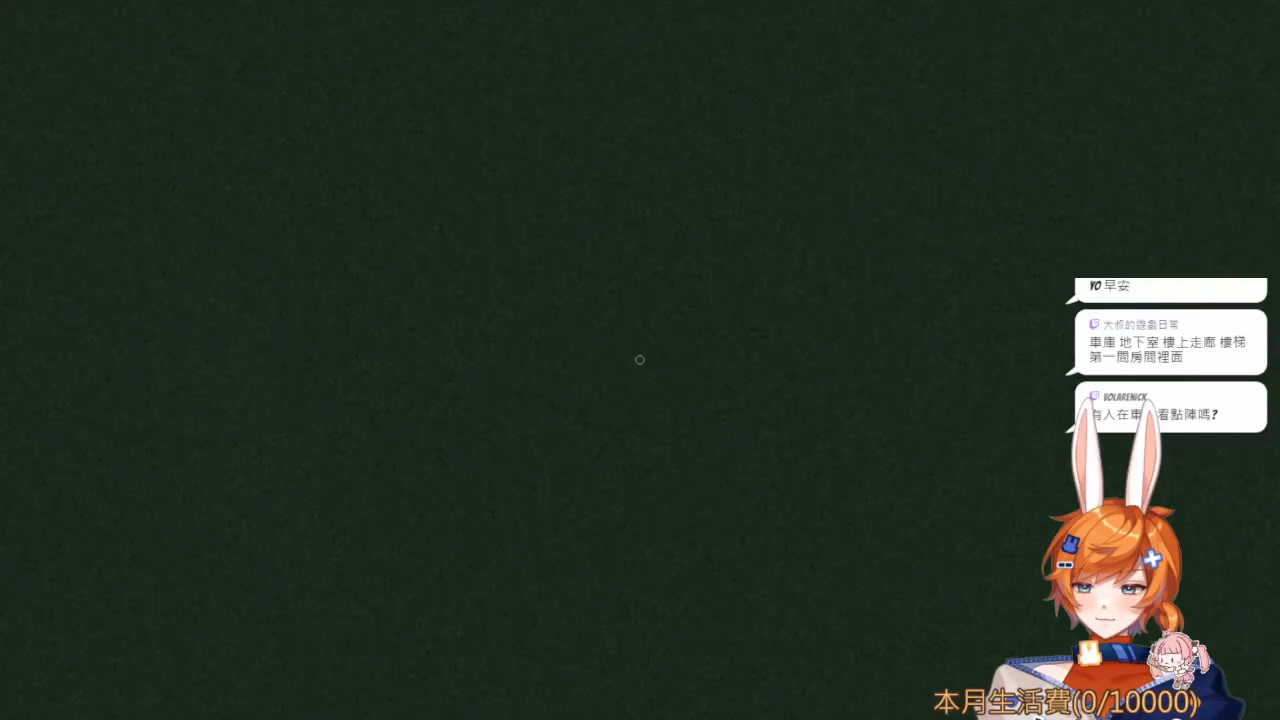 YO 早安
大叔的遊戲日常
車庫 地下室 樓上走廊 樓梯
第一間房間裡面
VOLARENICK
有人在車 看點陣嗎?
本月生活費(0/10000)